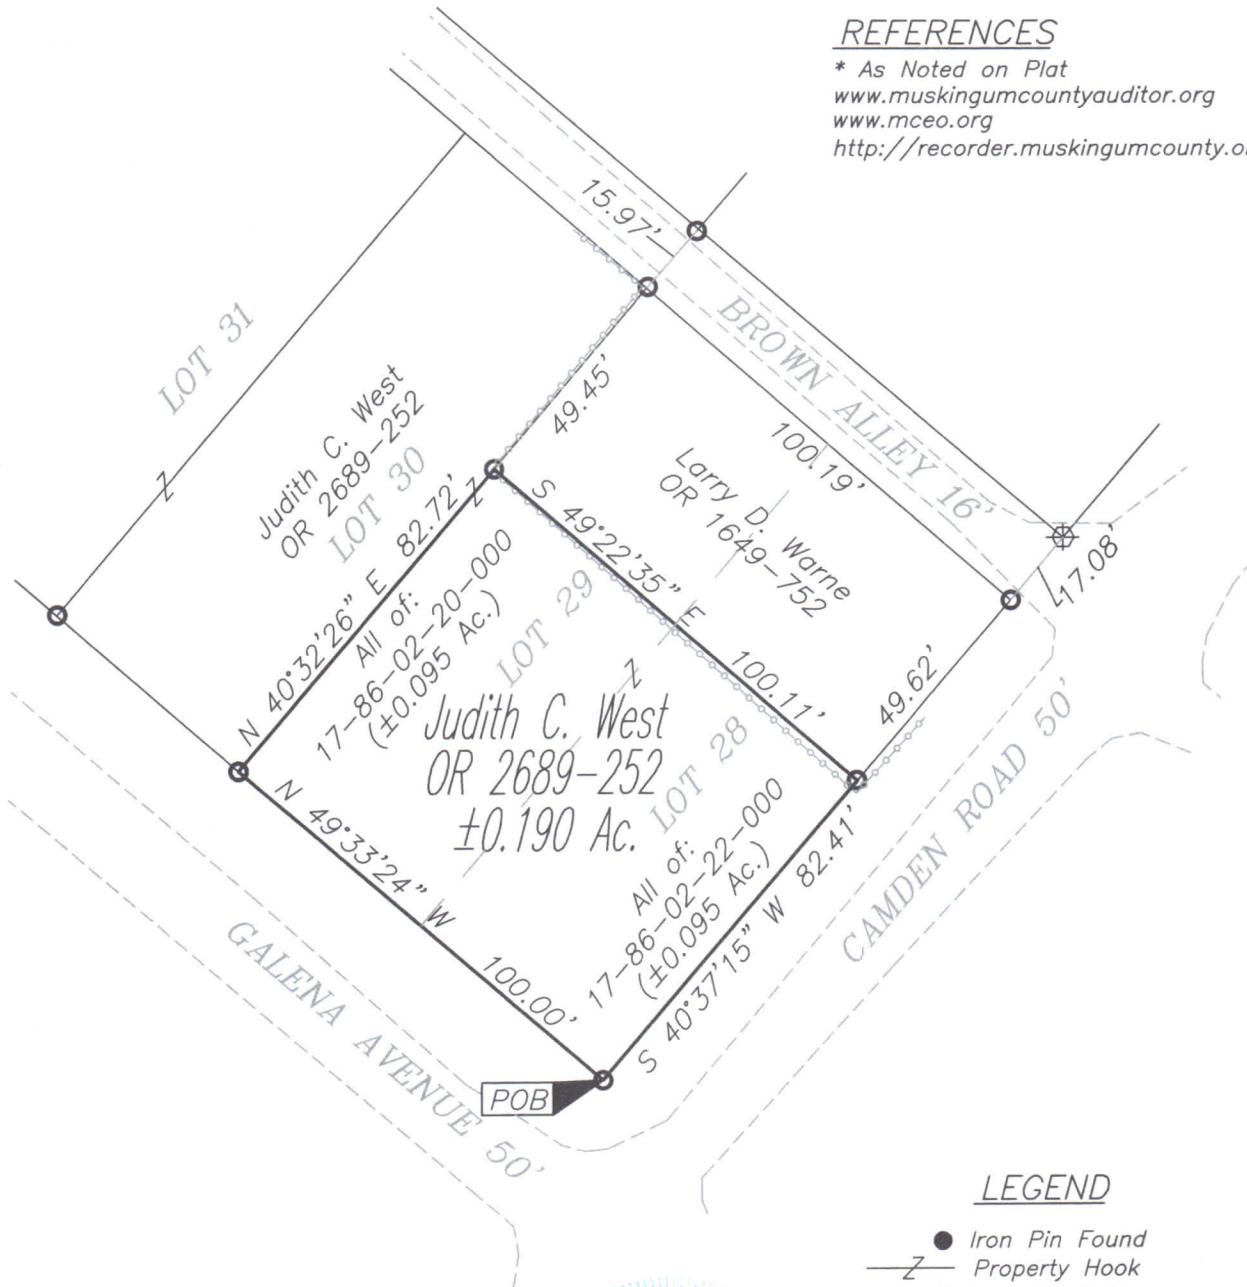 REFERENCES
* As Noted on Plat
www.muskingumcountyauditor.org
www.mceo.org
http://recorder.muskingumcounty.o
15.97'
BROWN ALLEY 16'
LOT 31
49.45'
100.19'
Judith C. West
OR 2689-252
LOT 30
Larry D. Warne
OR 1649-752
17.08'
N 40°32'26" E 82.72'
Z
Z
S 49°22'35" E 100.11'
All of:
17-86-02-20-000
(±0.095 Ac.)
LOT 29
49.62'
Z
Judith C. West
OR 2689-252
±0.190 Ac.
LOT 28
CAMDEN ROAD 50'
N 49°33'24" W 100.00'
All of:
17-86-02-22-000
(±0.095 Ac.)
S 40°37'15" W 82.41'
GALENA AVENUE 50'
POB
LEGEND
Iron Pin Found
Z Property Hook